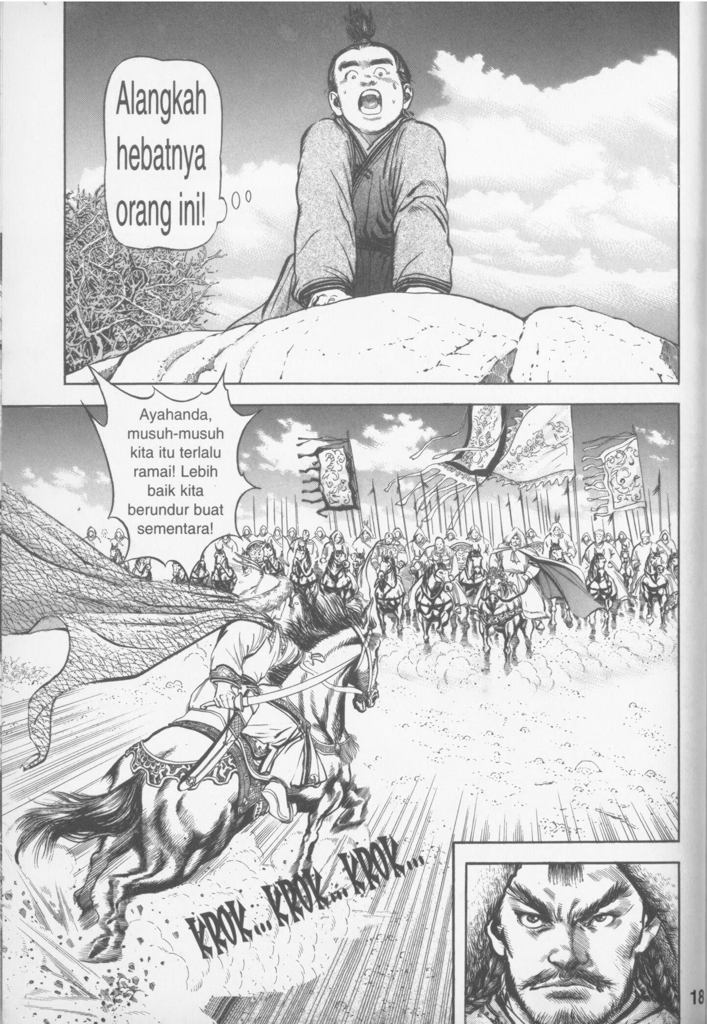 Alangkah
hebatnya
orang ini!
Ayahanda,
musuh-musuh
kita itu terlalu
ramai! Lebih
baik kita
berundur buat
sementara!
KROK... KROK... KROK...
18